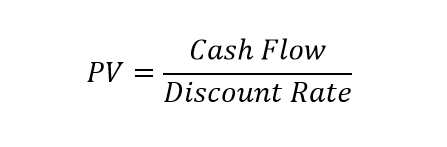 PV = Cash Flow / Discount Rate